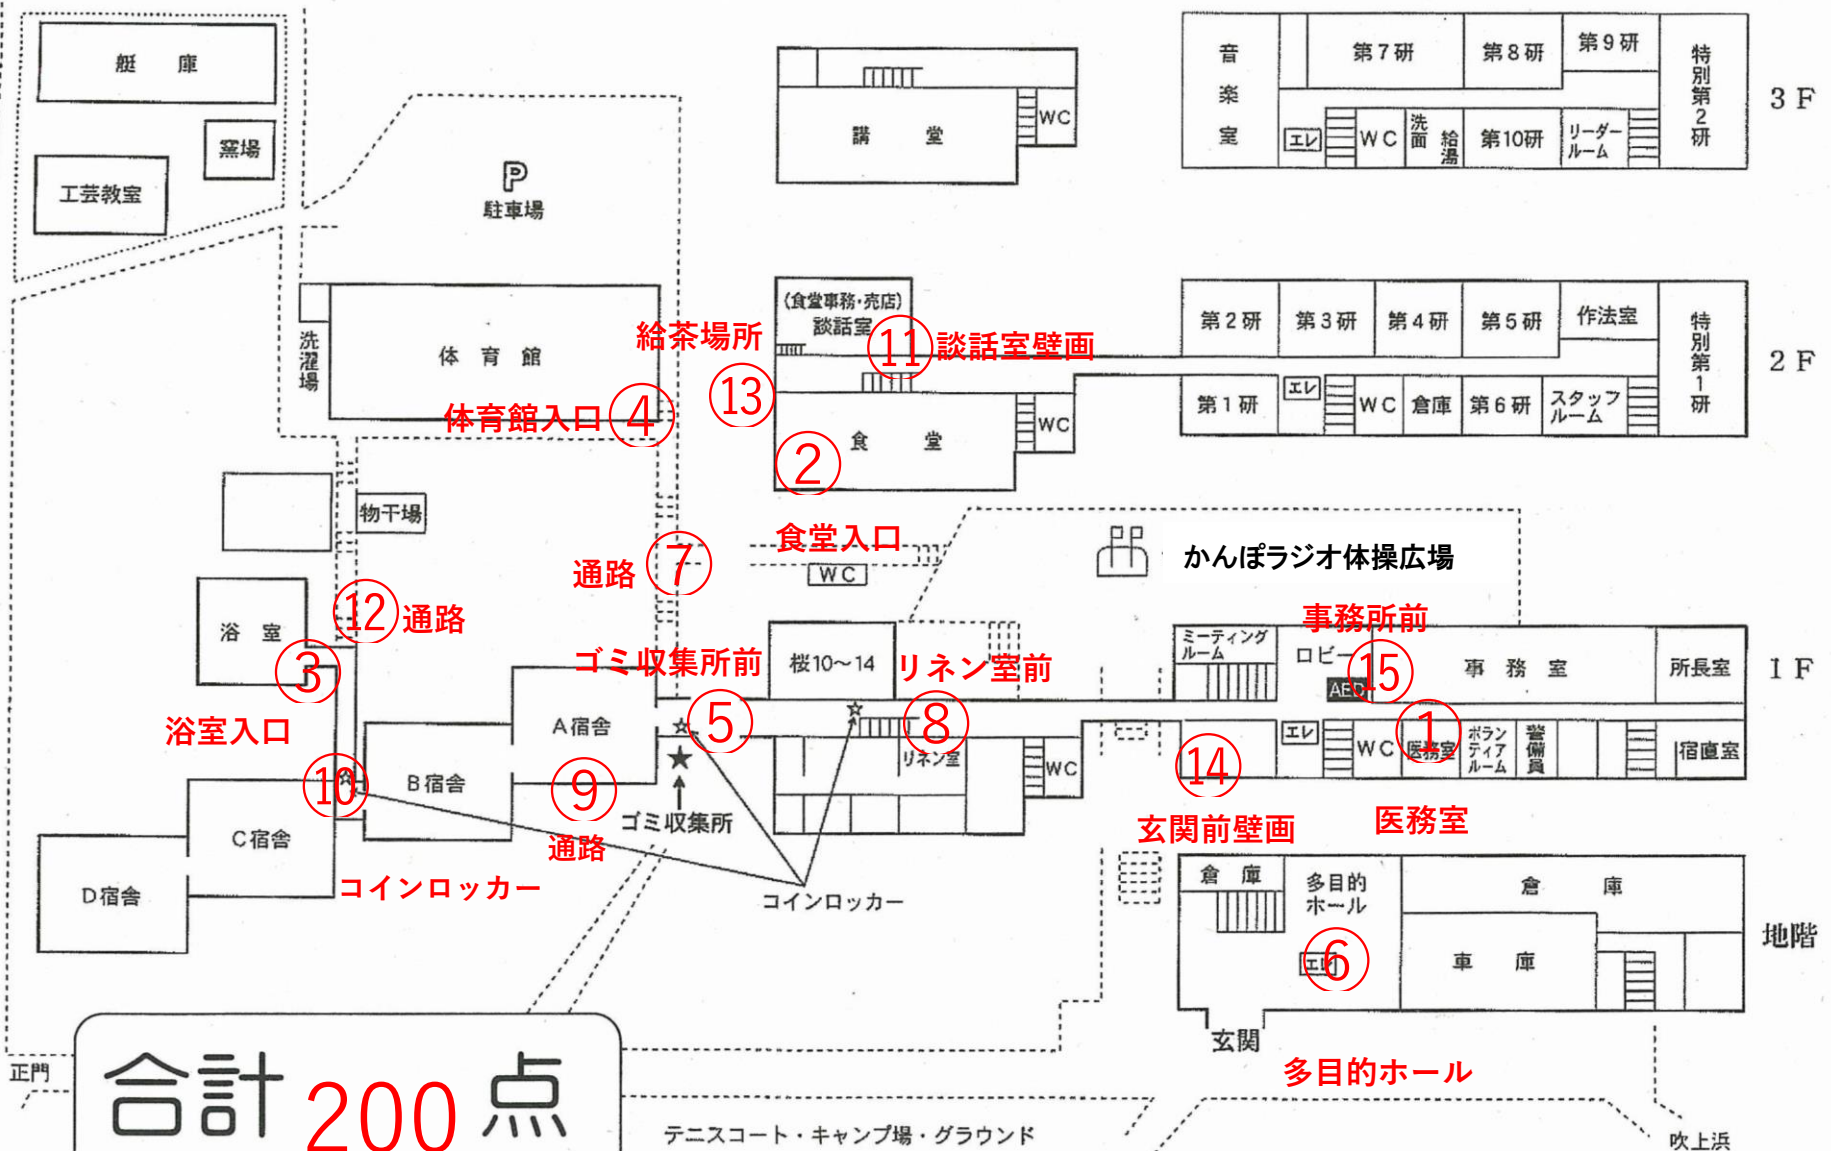 艇 庫
窯場
工芸教室
P
駐車場
講 堂
WC
音楽室
第7研
第8研
第9研
特別第2研
エレ
WC
洗面
給湯
第10研
リーダールーム
3F
洗濯場
体 育 館
体育館入口 ④
給茶場所
⑬
(食堂事務・売店)
談話室
⑪ 談話室壁画
② 食 堂
WC
食堂入口
WC
第2研
第3研
第4研
第5研
作法室
特別第1研
第1研
エレ
WC
倉庫
第6研
スタッフルーム
2F
物干場
⑫ 通路
通路 ⑦
浴 室
③
浴室入口
かんぽラジオ体操広場
事務所前
ミーティングルーム
ロビー
AED
⑮
事 務 室
所長室
1F
エレ
WC
医務室
①
ボランティアルーム
警備員
宿直室
⑭
玄関前壁画
医務室
ゴミ収集所前
⑤
桜10～14
リネン室前
⑧
リネン室
WC
A宿舎
B宿舎
C宿舎
D宿舎
⑨
通路
⑩
コインロッカー
ゴミ収集所
コインロッカー
倉 庫
多目的ホール
エレ
⑥
倉 庫
車 庫
地階
玄関
多目的ホール
正門
合計 200 点
テニスコート・キャンプ場・グラウンド
吹上浜